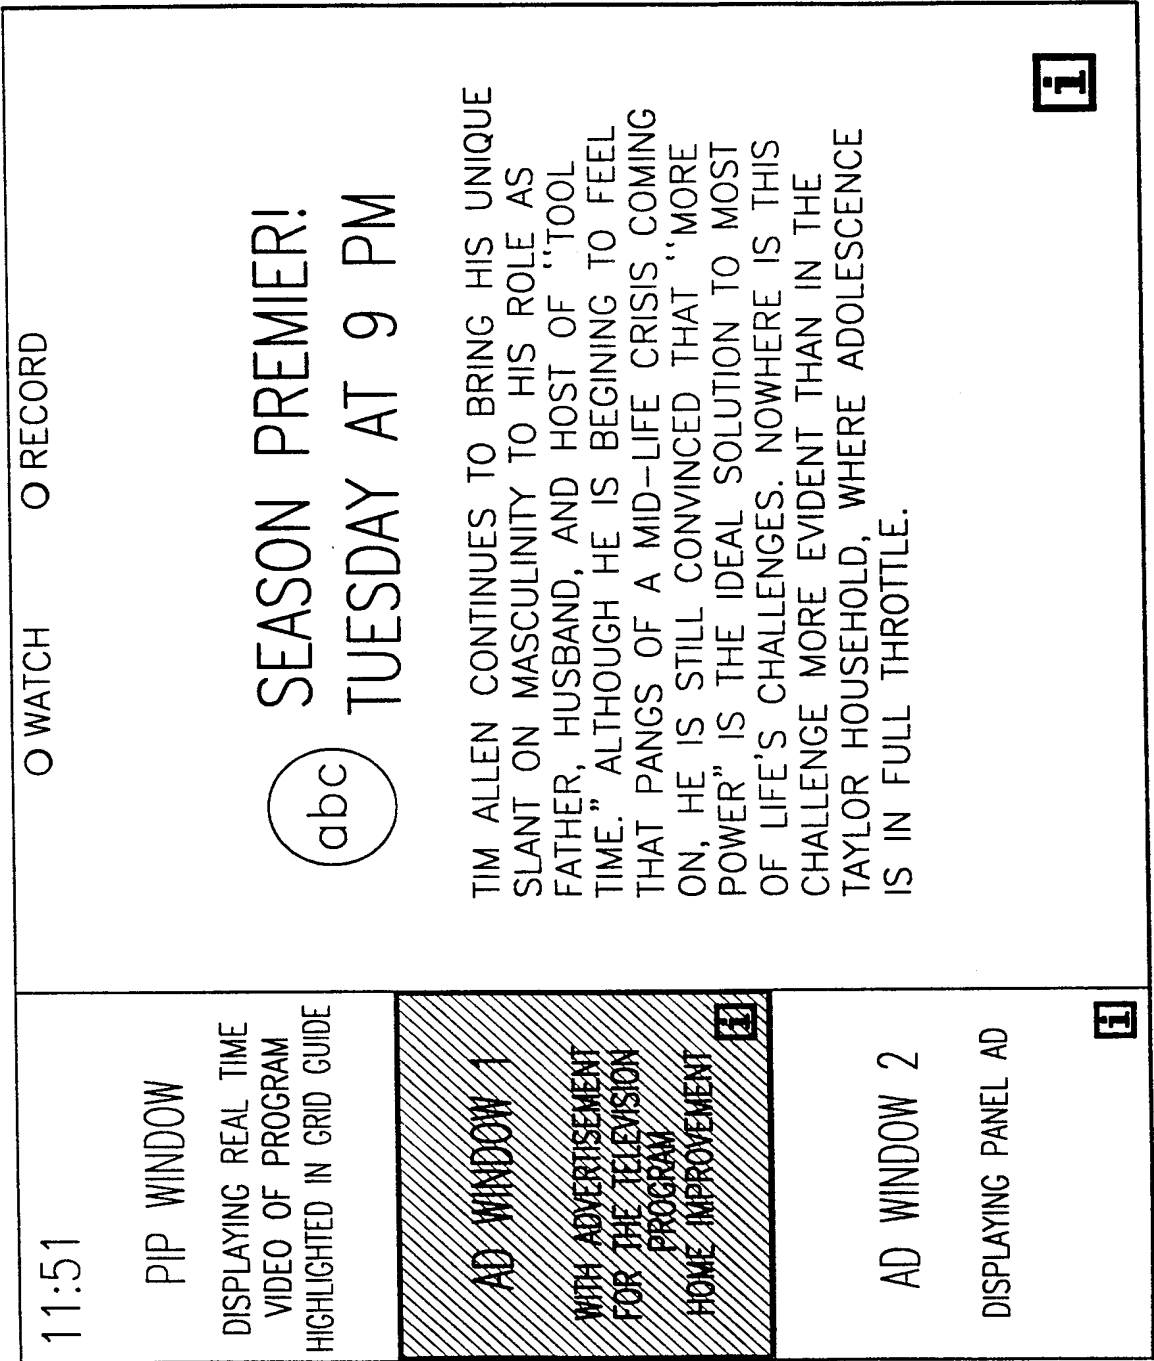 11:51
PIP WINDOW
DISPLAYING REAL TIME
VIDEO OF PROGRAM
HIGHLIGHTED IN GRID GUIDE
AD WINDOW 1
WITH ADVERTISEMENT
FOR THE TELEVISION
PROGRAM
HOME IMPROVEMENT
i
AD WINDOW 2
DISPLAYING PANEL AD
i
O WATCH O RECORD
abc
SEASON PREMIER!
TUESDAY AT 9 PM
TIM ALLEN CONTINUES TO BRING HIS UNIQUE
SLANT ON MASCULINITY TO HIS ROLE AS
FATHER, HUSBAND, AND HOST OF "TOOL
TIME." ALTHOUGH HE IS BEGINING TO FEEL
THAT PANGS OF A MID-LIFE CRISIS COMING
ON, HE IS STILL CONVINCED THAT "MORE
POWER" IS THE IDEAL SOLUTION TO MOST
OF LIFE'S CHALLENGES. NOWHERE IS THIS
CHALLENGE MORE EVIDENT THAN IN THE
TAYLOR HOUSEHOLD, WHERE ADOLESCENCE
IS IN FULL THROTTLE.
i